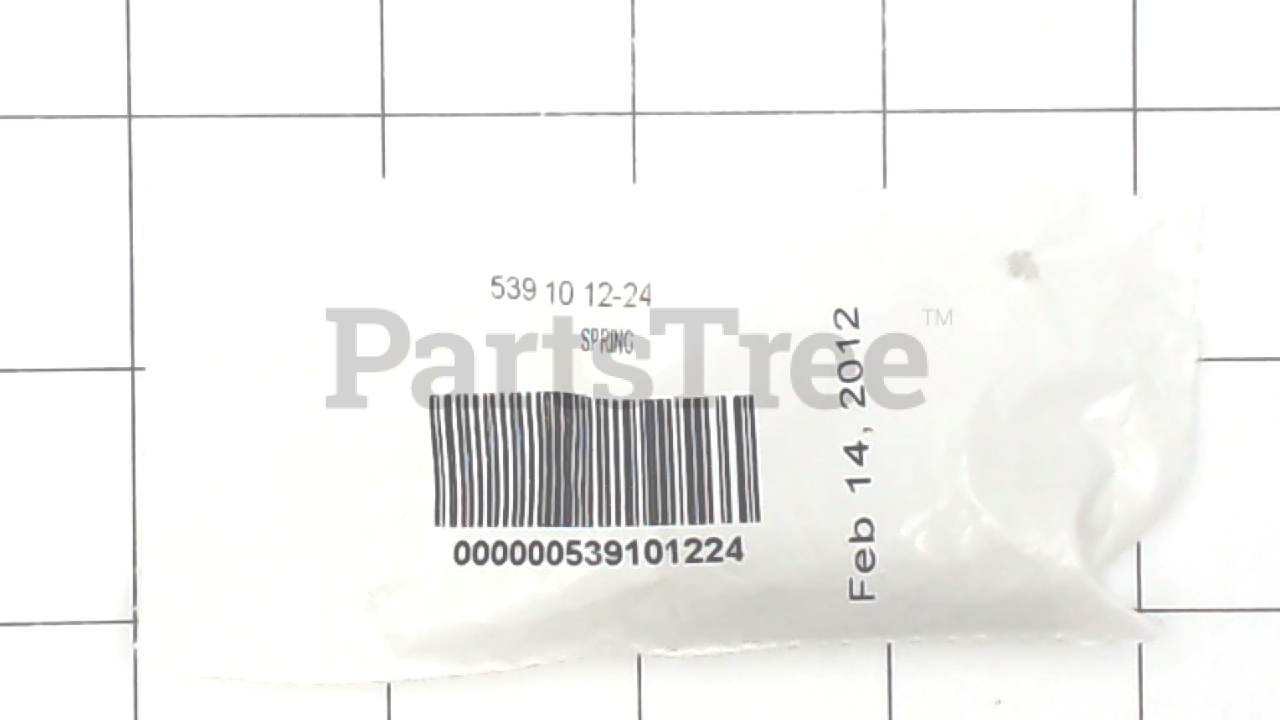 539 10 12-24
SPRING
PartsTree™
000000539101224
Feb 14, 2012